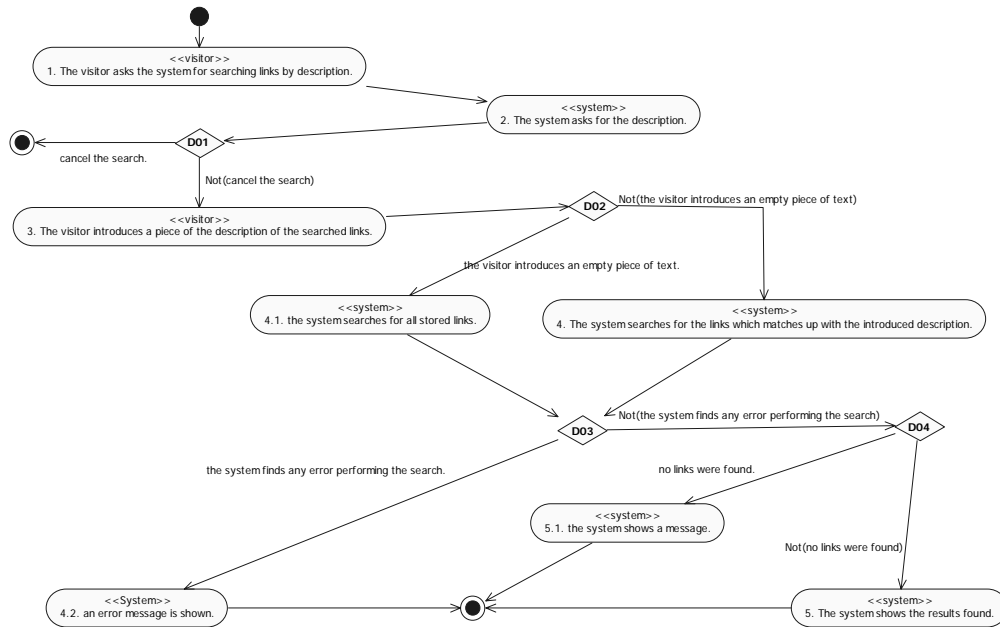 <<visitor>>
1. The visitor asks the system for searching links by description.
<<system>>
2. The system asks for the description.
D01
cancel the search.
Not(cancel the search)
<<visitor>>
3. The visitor introduces a piece of the description of the searched links.
D02
Not(the visitor introduces an empty piece of text)
the visitor introduces an empty piece of text.
<<system>>
4.1. the system searches for all stored links.
<<system>>
4. The system searches for the links which matches up with the introduced description.
D03
Not(the system finds any error performing the search)
D04
the system finds any error performing the search.
no links were found.
<<system>>
5.1. the system shows a message.
Not(no links were found)
<<System>>
4.2. an error message is shown.
<<system>>
5. The system shows the results found.